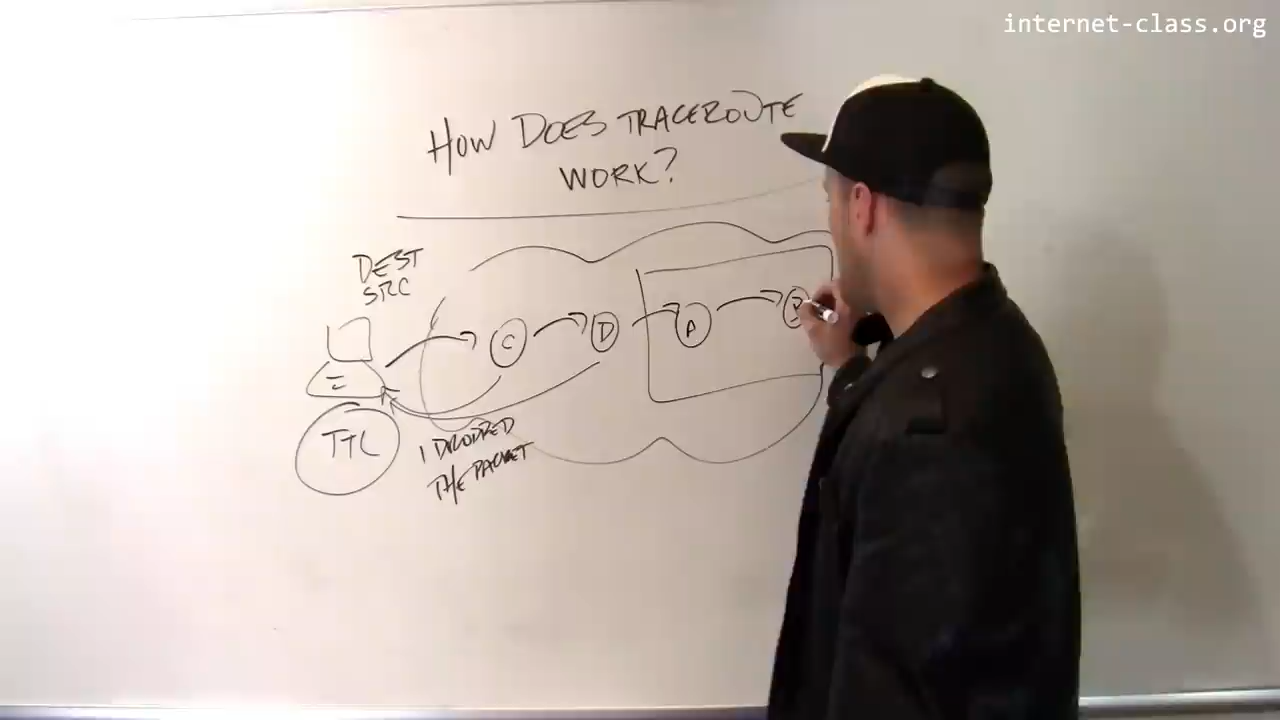 internet-class.org
HOW DOES TRACEROUTE
WORK?
DEST
SRC
C
D
A
B
TTL
I DROPPED
THE PACKET